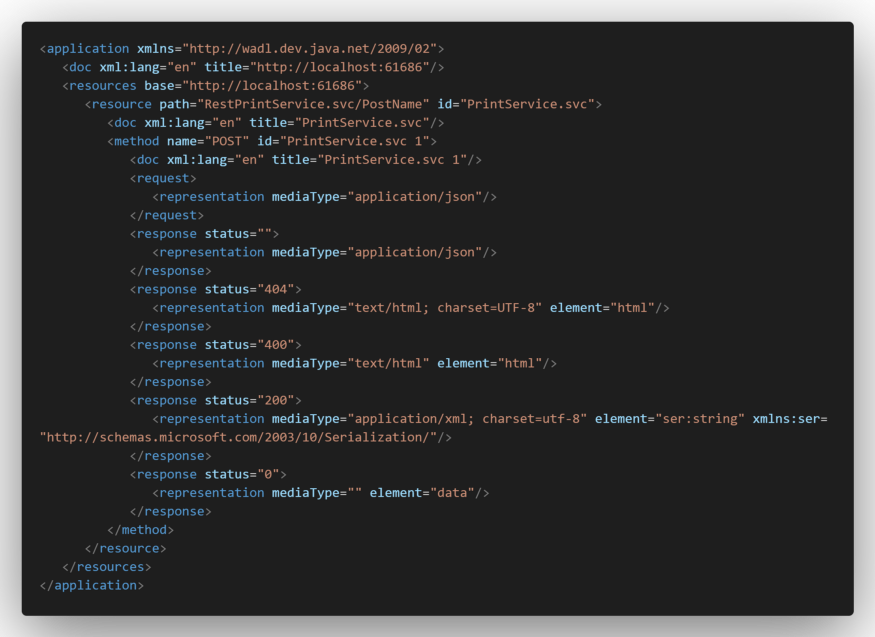 <application xmlns="http://wadl.dev.java.net/2009/02">
   <doc xml:lang="en" title="http://localhost:61686"/>
   <resources base="http://localhost:61686">
      <resource path="RestPrintService.svc/PostName" id="PrintService.svc">
         <doc xml:lang="en" title="PrintService.svc"/>
         <method name="POST" id="PrintService.svc 1">
            <doc xml:lang="en" title="PrintService.svc 1"/>
            <request>
               <representation mediaType="application/json"/>
            </request>
            <response status="">
               <representation mediaType="application/json"/>
            </response>
            <response status="404">
               <representation mediaType="text/html; charset=UTF-8" element="html"/>
            </response>
            <response status="400">
               <representation mediaType="text/html" element="html"/>
            </response>
            <response status="200">
               <representation mediaType="application/xml; charset=utf-8" element="ser:string" xmlns:ser=
"http://schemas.microsoft.com/2003/10/Serialization/"/>
            </response>
            <response status="0">
               <representation mediaType="" element="data"/>
            </response>
         </method>
      </resource>
   </resources>
</application>